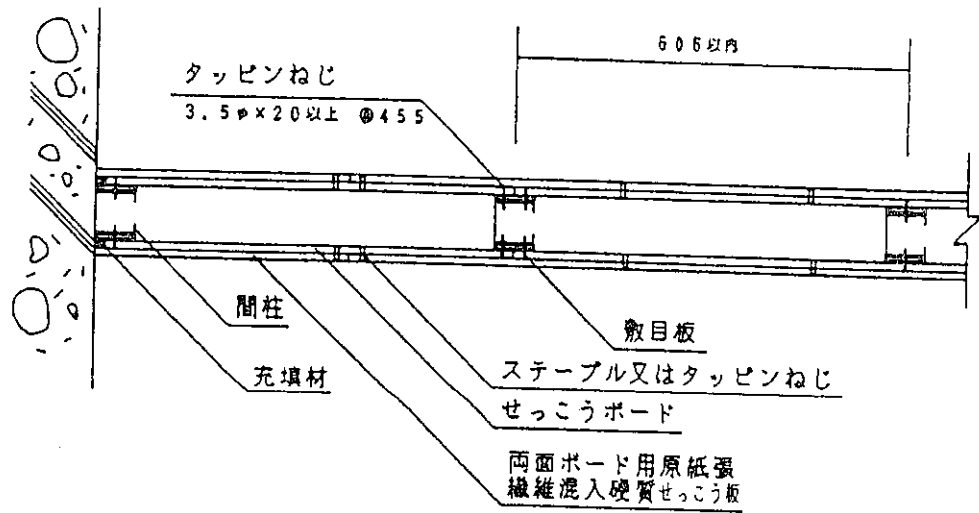 606以内
タッピンねじ
3.5φ×20以上 @455
間柱
敷目板
充填材
ステープル又はタッピンねじ
せっこうボード
両面ボード用原紙張
繊維混入硬質せっこう板